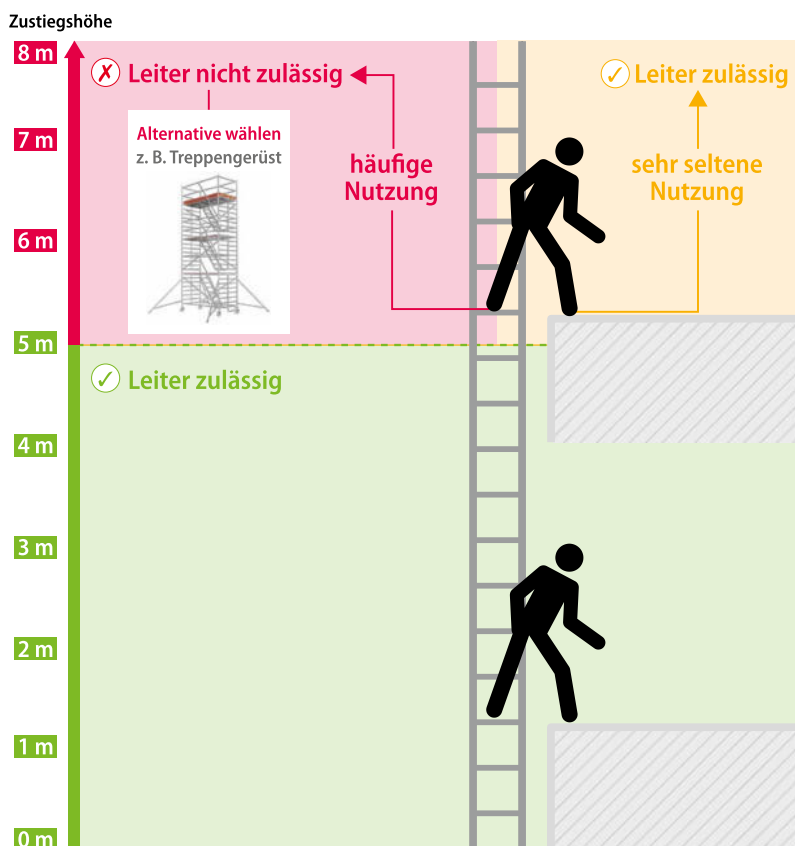 Zustiegshöhe
8 m
✗ Leiter nicht zulässig
✓ Leiter zulässig
Alternative wählen
z. B. Treppengerüst
7 m
häufige
Nutzung
sehr seltene
Nutzung
6 m
5 m
✓ Leiter zulässig
4 m
3 m
2 m
1 m
0 m